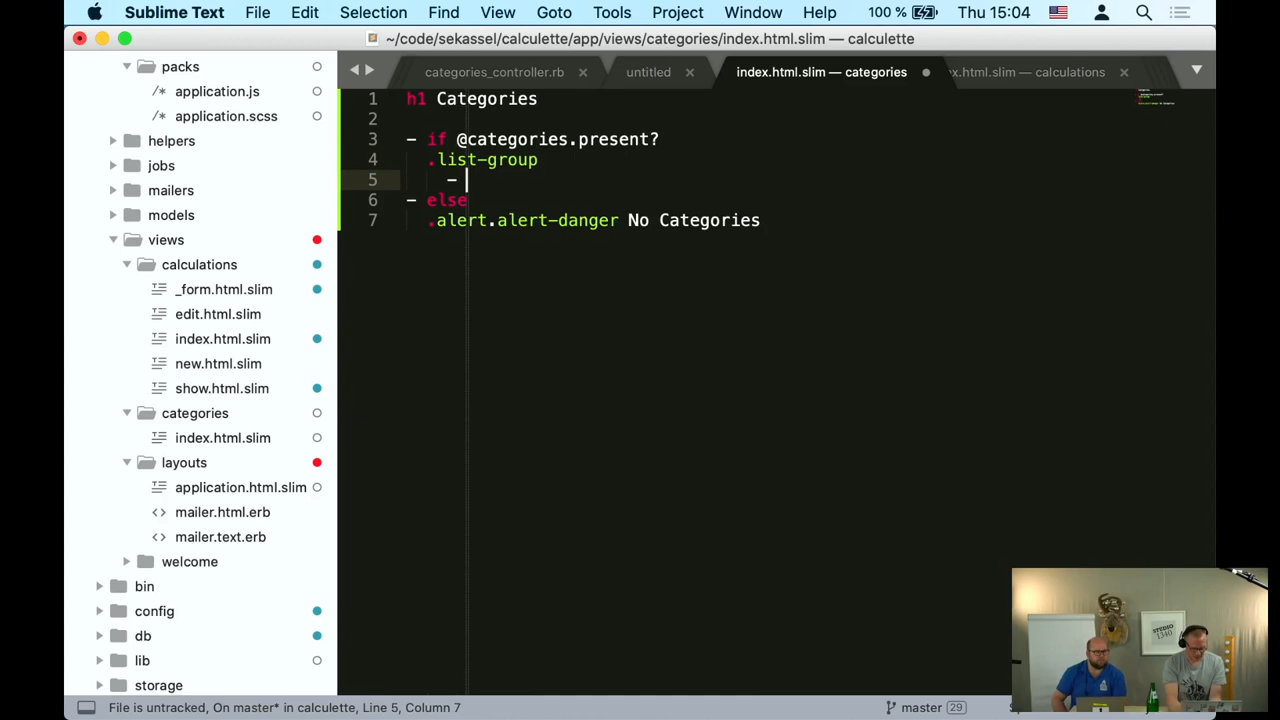 Sublime Text File Edit Selection Find View Goto Tools Project Window Help 100 % Thu 15:04
~/code/sekassel/calculette/app/views/categories/index.html.slim — calculette
categories_controller.rb untitled index.html.slim — categories ex.html.slim — calculations
packs
application.js
application.scss
helpers
jobs
mailers
models
views
calculations
_form.html.slim
edit.html.slim
index.html.slim
new.html.slim
show.html.slim
categories
index.html.slim
layouts
application.html.slim
mailer.html.erb
mailer.text.erb
welcome
bin
config
db
lib
storage
1 h1 Categories
2
3 - if @categories.present?
4 .list-group
5 -
6 - else
7 .alert.alert-danger No Categories
STUDIO
1340
File is untracked, On master* in calculette, Line 5, Column 7 master 29